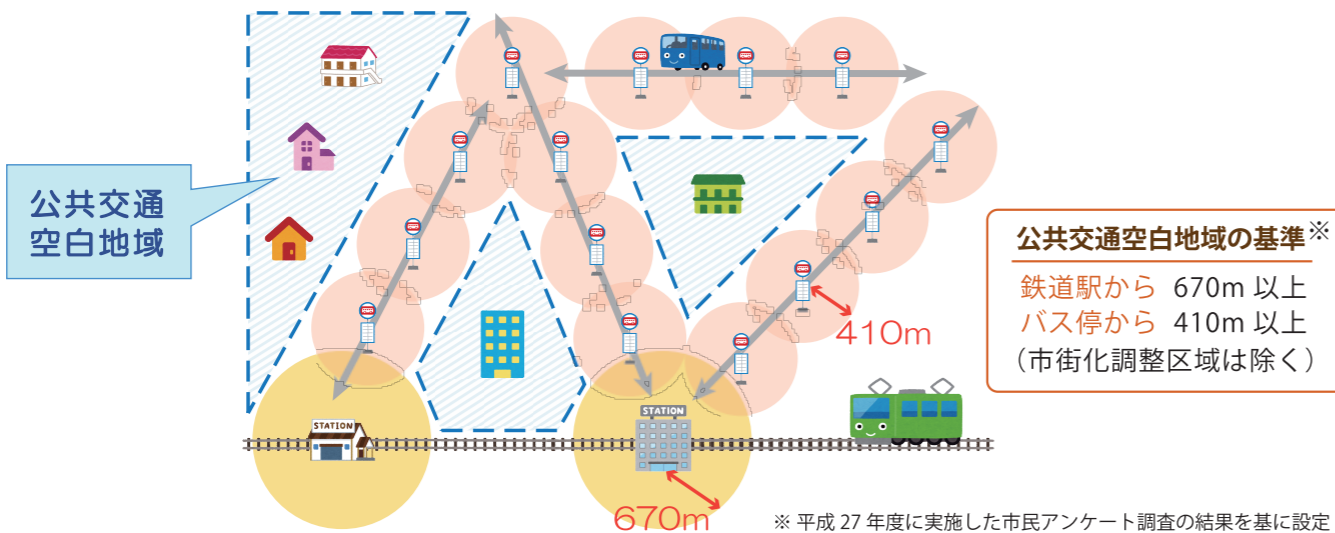 公共交通
空白地域
STATION
STATION
670m
410m
公共交通空白地域の基準※
鉄道駅から 670m 以上
バス停から 410m 以上
（市街化調整区域は除く）
※ 平成 27 年度に実施した市民アンケート調査の結果を基に設定